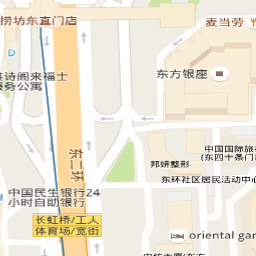 捞坊东直门店
麦当劳
诗阁来福士
服务公寓
东方银座
东二环
中国国际旅
(东四十条门市
邦妍整形
东环社区居民活动中心
中国民生银行24
小时自助银行
长虹桥/工人
体育场/宽街
oriental gar